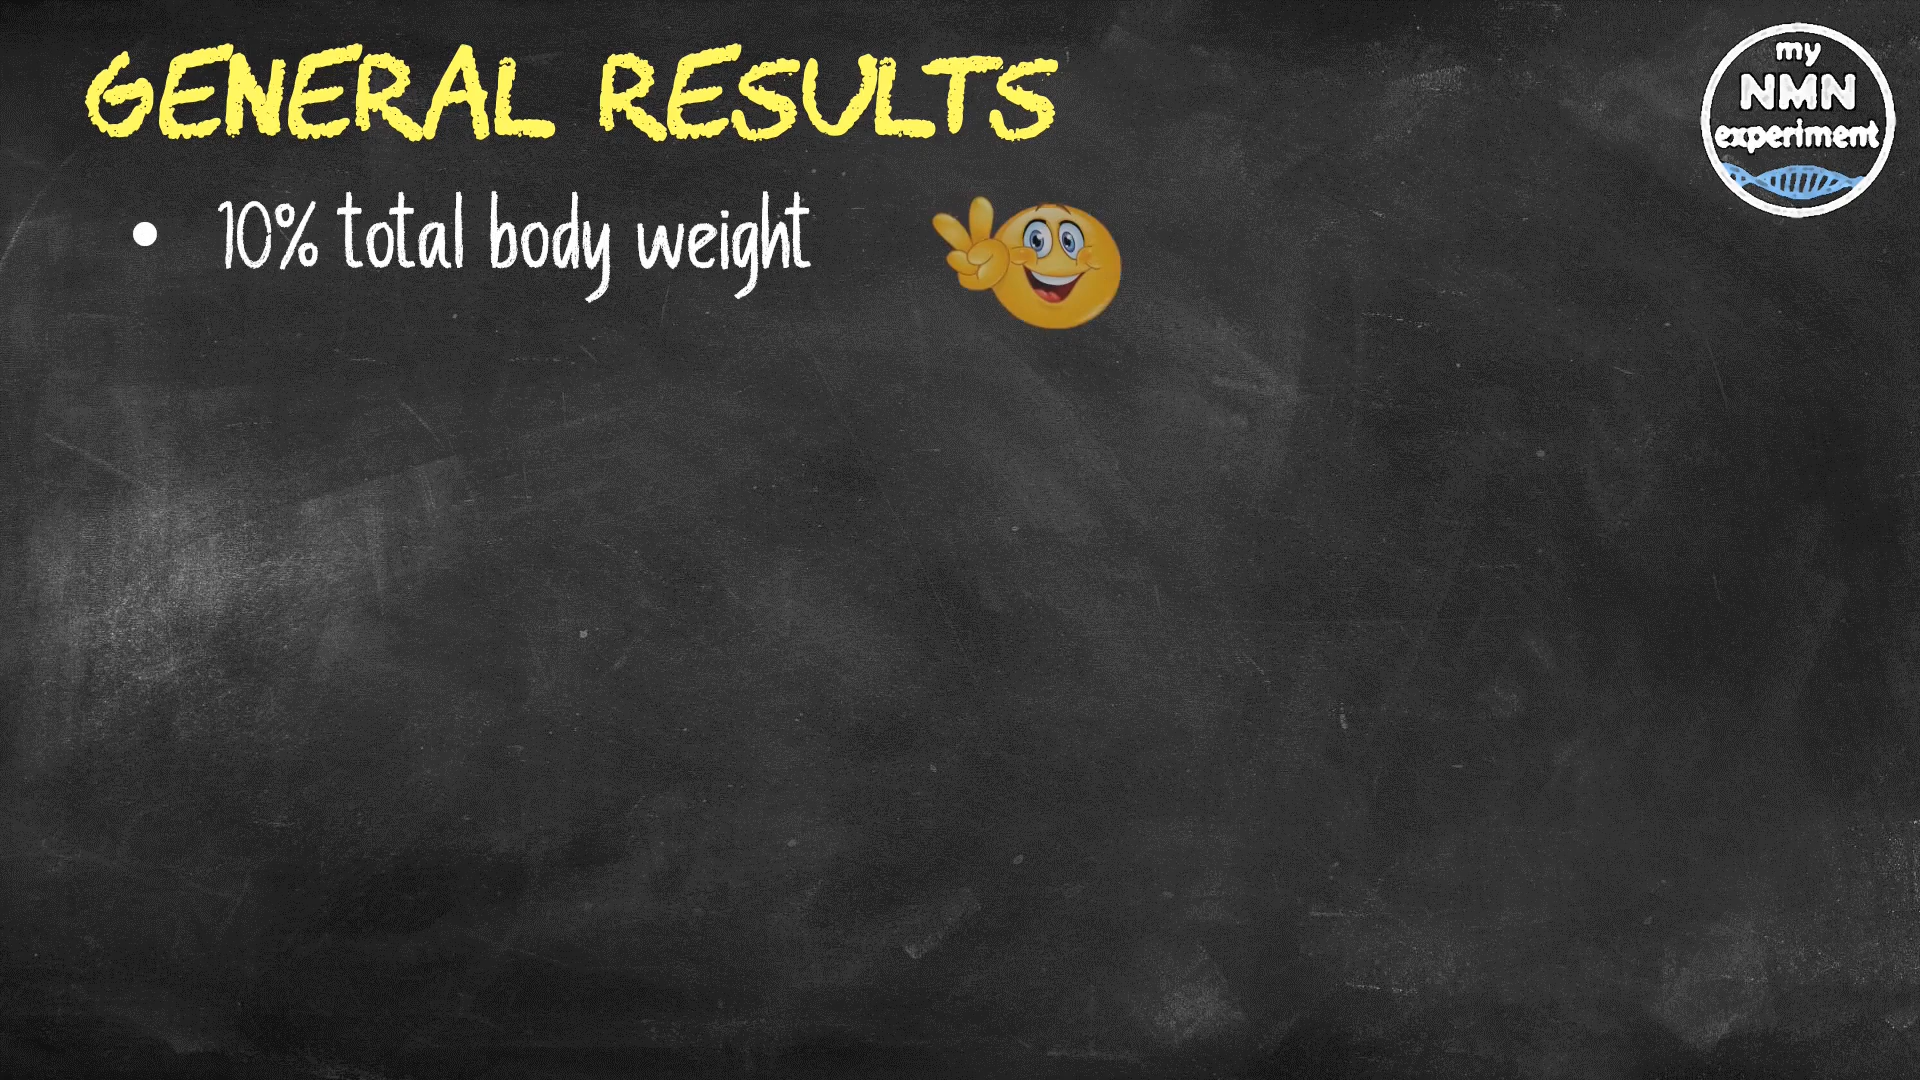 GENERAL RESULTS
my
NMN
experiment
• 10% total body weight